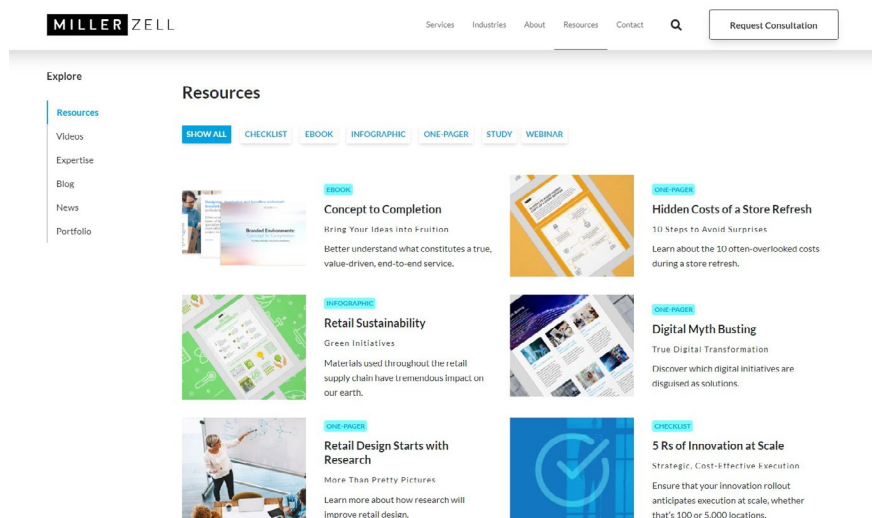 MILLER ZELL
Services
Industries
About
Resources
Contact
Request Consultation
Explore
Resources
Videos
Expertise
Blog
News
Portfolio
Resources
SHOW ALL
CHECKLIST
EBOOK
INFOGRAPHIC
ONE-PAGER
STUDY
WEBINAR
EBOOK
Concept to Completion
Bring Your Ideas into Fruition
Better understand what constitutes a true,
value-driven, end-to-end service.
ONE-PAGER
Hidden Costs of a Store Refresh
10 Steps to Avoid Surprises
Learn about the 10 often-overlooked costs
during a store refresh.
INFOGRAPHIC
Retail Sustainability
Green Initiatives
Materials used throughout the retail
supply chain have tremendous impact on
our earth.
ONE-PAGER
Digital Myth Busting
True Digital Transformation
Discover which digital initiatives are
disguised as solutions.
ONE-PAGER
Retail Design Starts with
Research
More Than Pretty Pictures
Learn more about how research will
improve retail design.
CHECKLIST
5 Rs of Innovation at Scale
Strategic, Cost-Effective Execution
Ensure that your innovation rollout
anticipates execution at scale, whether
that's 100 or 5,000 locations.